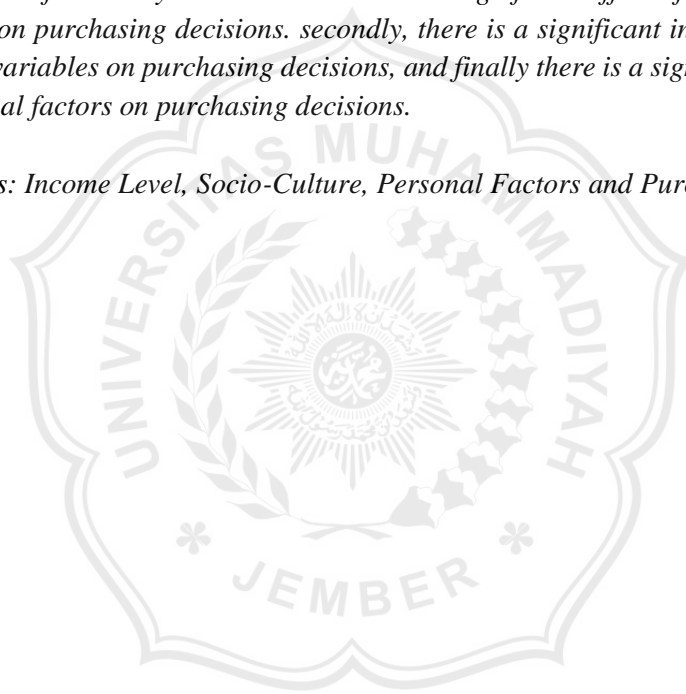 on purchasing decisions. secondly, there is a significant in
variables on purchasing decisions, and finally there is a sig
al factors on purchasing decisions.
s: Income Level, Socio-Culture, Personal Factors and Pur
UNIVERSITAS MUHAMMADIYAH
JEMBER